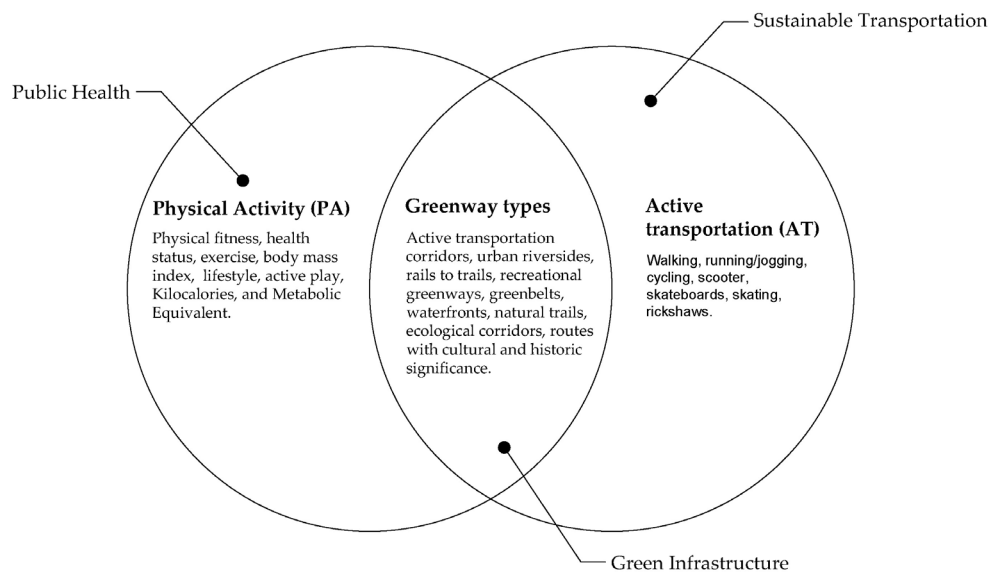 Sustainable Transportation
Public Health
Physical Activity (PA)
Physical fitness, health
status, exercise, body mass
index, lifestyle, active play,
Kilocalories, and Metabolic
Equivalent.
Greenway types
Active transportation
corridors, urban riversides,
rails to trails, recreational
greenways, greenbelts,
waterfronts, natural trails,
ecological corridors, routes
with cultural and historic
significance.
Active
transportation (AT)
Walking, running/jogging,
cycling, scooter,
skateboards, skating,
rickshaws.
Green Infrastructure